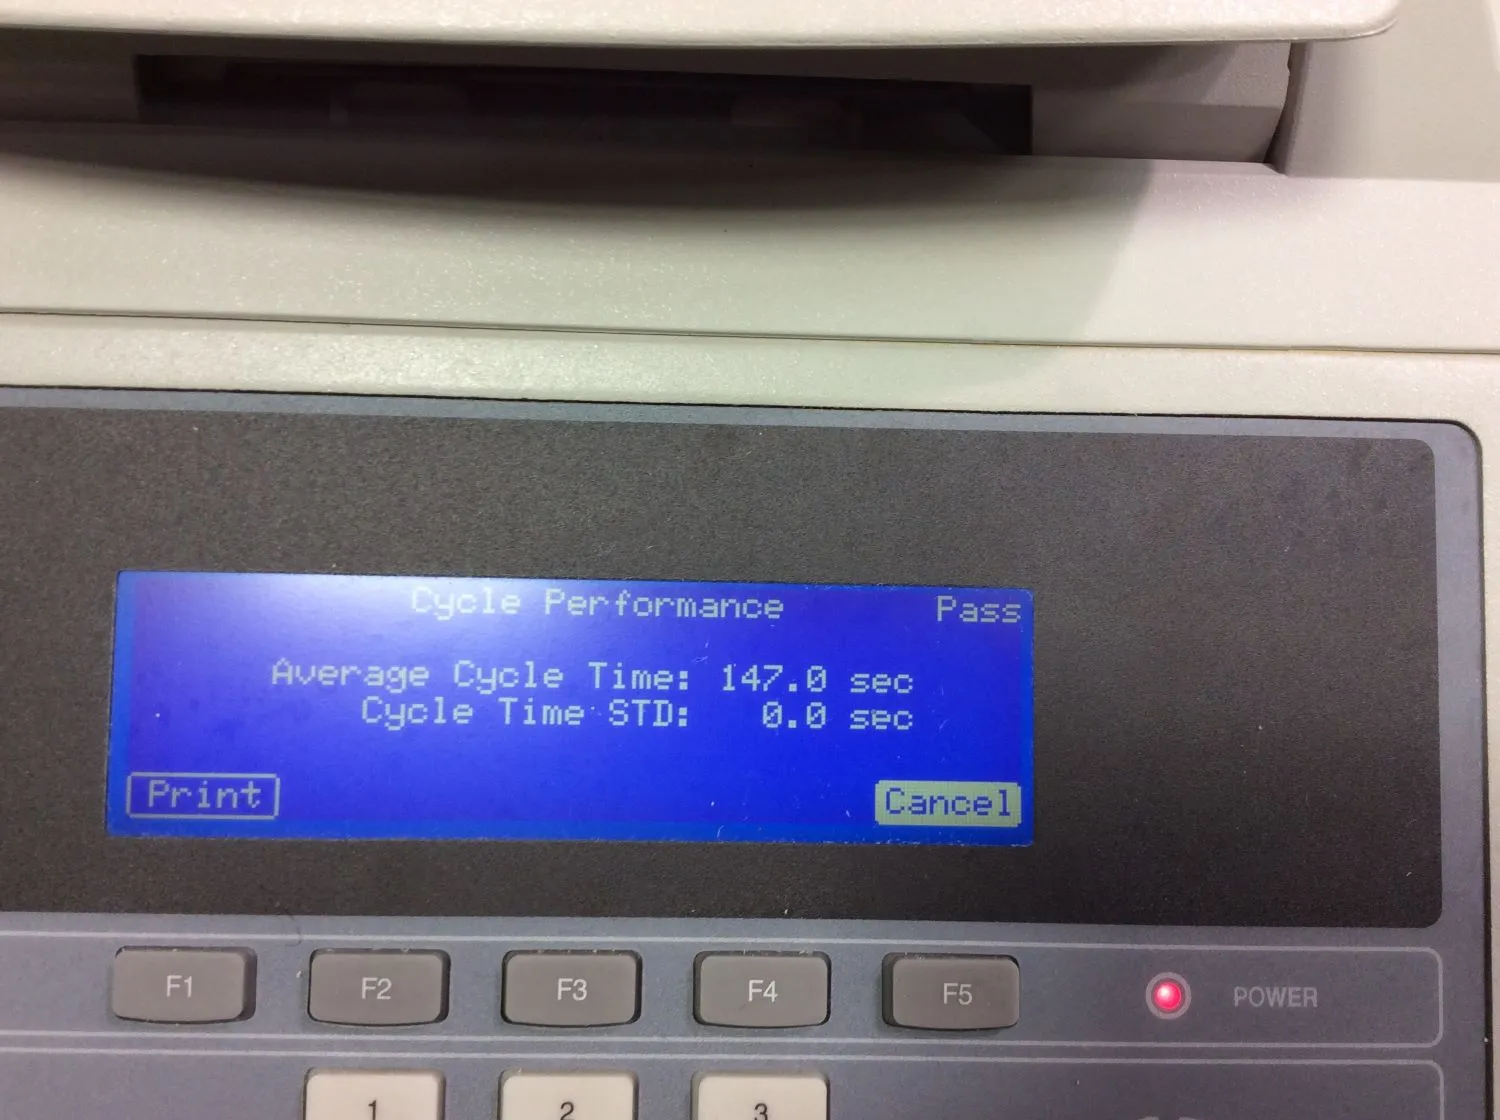 Cycle Performance Pass
Average Cycle Time: 147.0 sec
Cycle Time STD: 0.0 sec
Print Cancel
F1 F2 F3 F4 F5 POWER
1 2 3